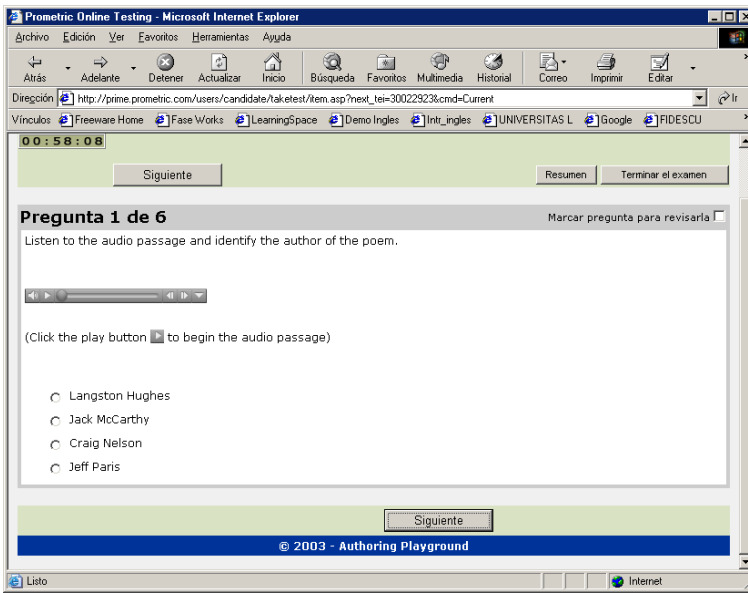 Prometric Online Testing - Microsoft Internet Explorer
Archivo Edición Ver Favoritos Herramientas Ayuda
Atrás Adelante Detener Actualizar Inicio Búsqueda Favoritos Multimedia Historial Correo Imprimir Editar
Dirección http://prime.prometric.com/users/candidate/taketest/item.asp?next_tei=30022923&cmd=Current Ir
Vínculos Freeware Home Fase Works LearningSpace Demo Ingles Intr_ingles UNIVERSITAS L Google FIDESCU
00:58:08
Siguiente Resumen Terminar el examen
Pregunta 1 de 6 Marcar pregunta para revisarla
Listen to the audio passage and identify the author of the poem.
(Click the play button to begin the audio passage)
Langston Hughes
Jack McCarthy
Craig Nelson
Jeff Paris
Siguiente
© 2003 - Authoring Playground
Listo Internet